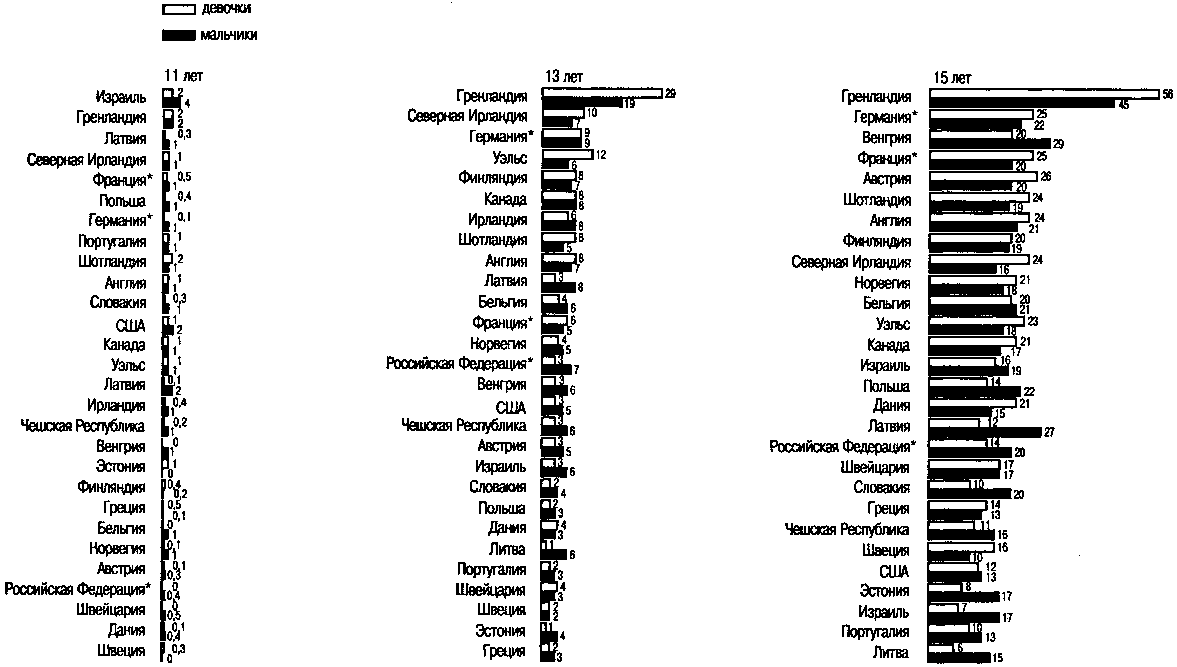 девочки
мальчики
11 лет
Израиль 2 4
Гренландия 2 2
Латвия 0,3 1
Северная Ирландия 1 1
Франция* 0,5 1
Польша 0,4 1
Германия* 0,1 1
Португалия 1 1
Шотландия 2 1
Англия 1 1
Словакия 0,3 1
США 1 2
Канада 1 1
Уэльс 1 1
Латвия 0,1 2
Ирландия 0,4 1
Чешская Республика 0,2 1
Венгрия 0 1
Эстония 1 0
Финляндия 0,4 0,2
Греция 0,5 0,1
Бельгия 0 1
Норвегия 0,1 1
Австрия 0,1 0,3
Российская Федерация* 0 0,4
Швейцария 0 0,5
Дания 0,1 0,4
Швеция 0,3 0
13 лет
Гренландия 29 19
Северная Ирландия 10 7
Германия* 9 9
Уэльс 12 6
Финляндия 8 7
Канада 8 8
Ирландия 6 8
Шотландия 8 5
Англия 8 7
Латвия 3 8
Бельгия 4 6
Франция* 6 5
Норвегия 4 5
Российская Федерация* 3 7
Венгрия 3 6
США 3 5
Чешская Республика 3 6
Австрия 3 5
Израиль 3 6
Словакия 2 4
Польша 2 3
Дания 4 3
Литва 1 6
Португалия 2 3
Швейцария 4 3
Швеция 2 2
Эстония 1 4
Греция 2 3
15 лет
Гренландия 56 45
Германия* 25 22
Венгрия 20 29
Франция* 25 20
Австрия 26 20
Шотландия 24 19
Англия 24 21
Финляндия 20 19
Северная Ирландия 24 16
Норвегия 21 18
Бельгия 20 21
Уэльс 23 18
Канада 21 17
Израиль 16 19
Польша 14 22
Дания 21 15
Латвия 12 27
Российская Федерация* 14 20
Швейцария 17 17
Словакия 10 20
Греция 14 13
Чешская Республика 11 16
Швеция 16 10
США 12 13
Эстония 8 17
Израиль 7 17
Португалия 10 13
Литва 6 15